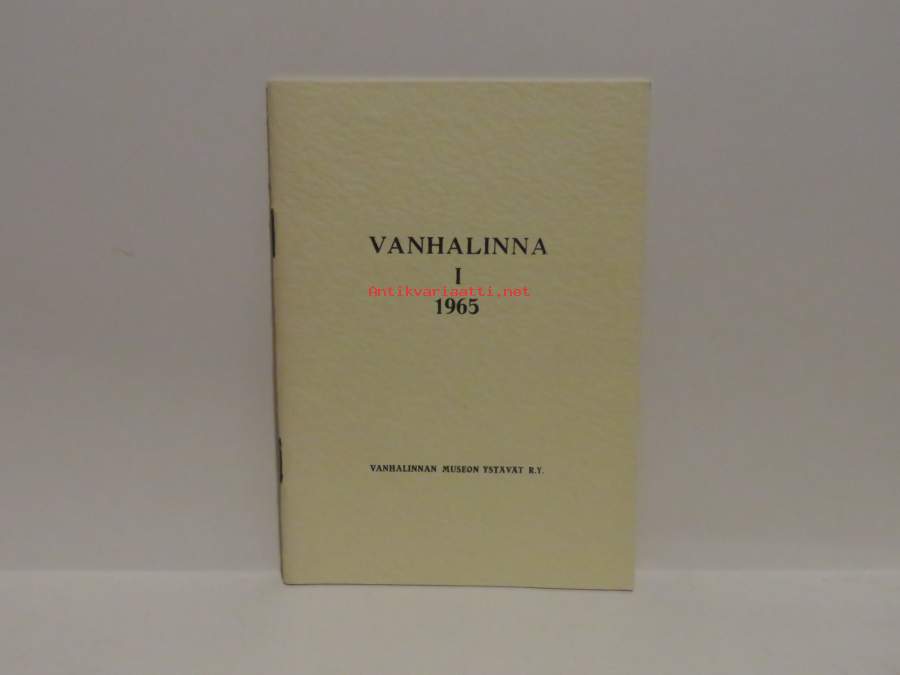 VANHALINNA
I
Antikvariaatti.net
1965
VANHALINNAN MUSEON YSTÄVÄT R.Y.